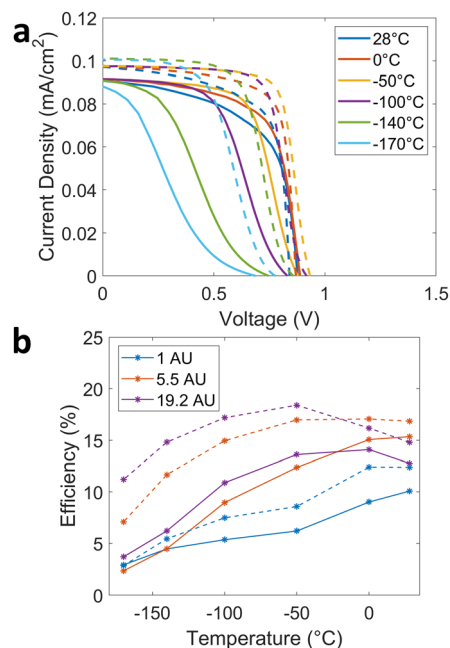 a
0.12
0.1
0.08
0.06
0.04
0.02
0
Current Density (mA/cm²)
28°C
0°C
-50°C
-100°C
-140°C
-170°C
0 0.5 1 1.5
Voltage (V)
b
25
20
15
10
5
0
Efficiency (%)
1 AU
5.5 AU
19.2 AU
-150 -100 -50 0
Temperature (°C)